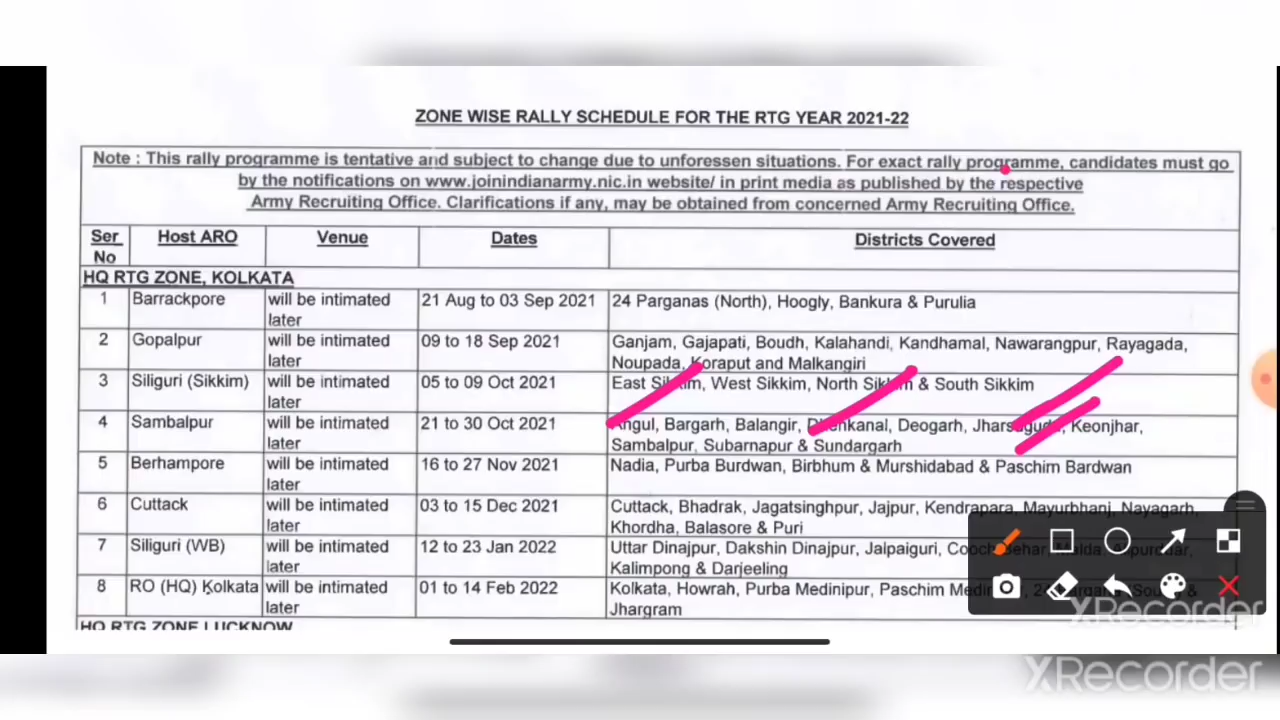 ZONE WISE RALLY SCHEDULE FOR THE RTG YEAR 2021-22
Note : This rally programme is tentative and subject to change due to unforessen situations. For exact rally programme, candidates must go
by the notifications on www.joinindianarmy.nic.in website/ in print media as published by the respective
Army Recruiting Office. Clarifications if any, may be obtained from concerned Army Recruiting Office.
Ser No Host ARO Venue Dates Districts Covered
HQ RTG ZONE, KOLKATA
1 Barrackpore will be intimated later 21 Aug to 03 Sep 2021 24 Parganas (North), Hoogly, Bankura & Purulia
2 Gopalpur will be intimated later 09 to 18 Sep 2021 Ganjam, Gajapati, Boudh, Kalahandi, Kandhamal, Nawarangpur, Rayagada,
Noupada, Koraput and Malkangiri
3 Siliguri (Sikkim) will be intimated later 05 to 09 Oct 2021 East Sikkim, West Sikkim, North Sikkim & South Sikkim
4 Sambalpur will be intimated later 21 to 30 Oct 2021 Angul, Bargarh, Balangir, Dhenkanal, Deogarh, Jharsuguda, Keonjhar,
Sambalpur, Subarnapur & Sundargarh
5 Berhampore will be intimated later 16 to 27 Nov 2021 Nadia, Purba Burdwan, Birbhum & Murshidabad & Paschim Bardwan
6 Cuttack will be intimated later 03 to 15 Dec 2021 Cuttack, Bhadrak, Jagatsinghpur, Jajpur, Kendrapara, Mayurbhanj, Nayagarh,
Khordha, Balasore & Puri
7 Siliguri (WB) will be intimated later 12 to 23 Jan 2022 Uttar Dinajpur, Dakshin Dinajpur, Jalpaiguri, Cooch Behar,
Kalimpong & Darjeeling
8 RO (HQ) Kolkata will be intimated later 01 to 14 Feb 2022 Kolkata, Howrah, Purba Medinipur, Paschim &
Jhargram
HQ RTG ZONE LUCKNOW
XRecorder
XRecorder